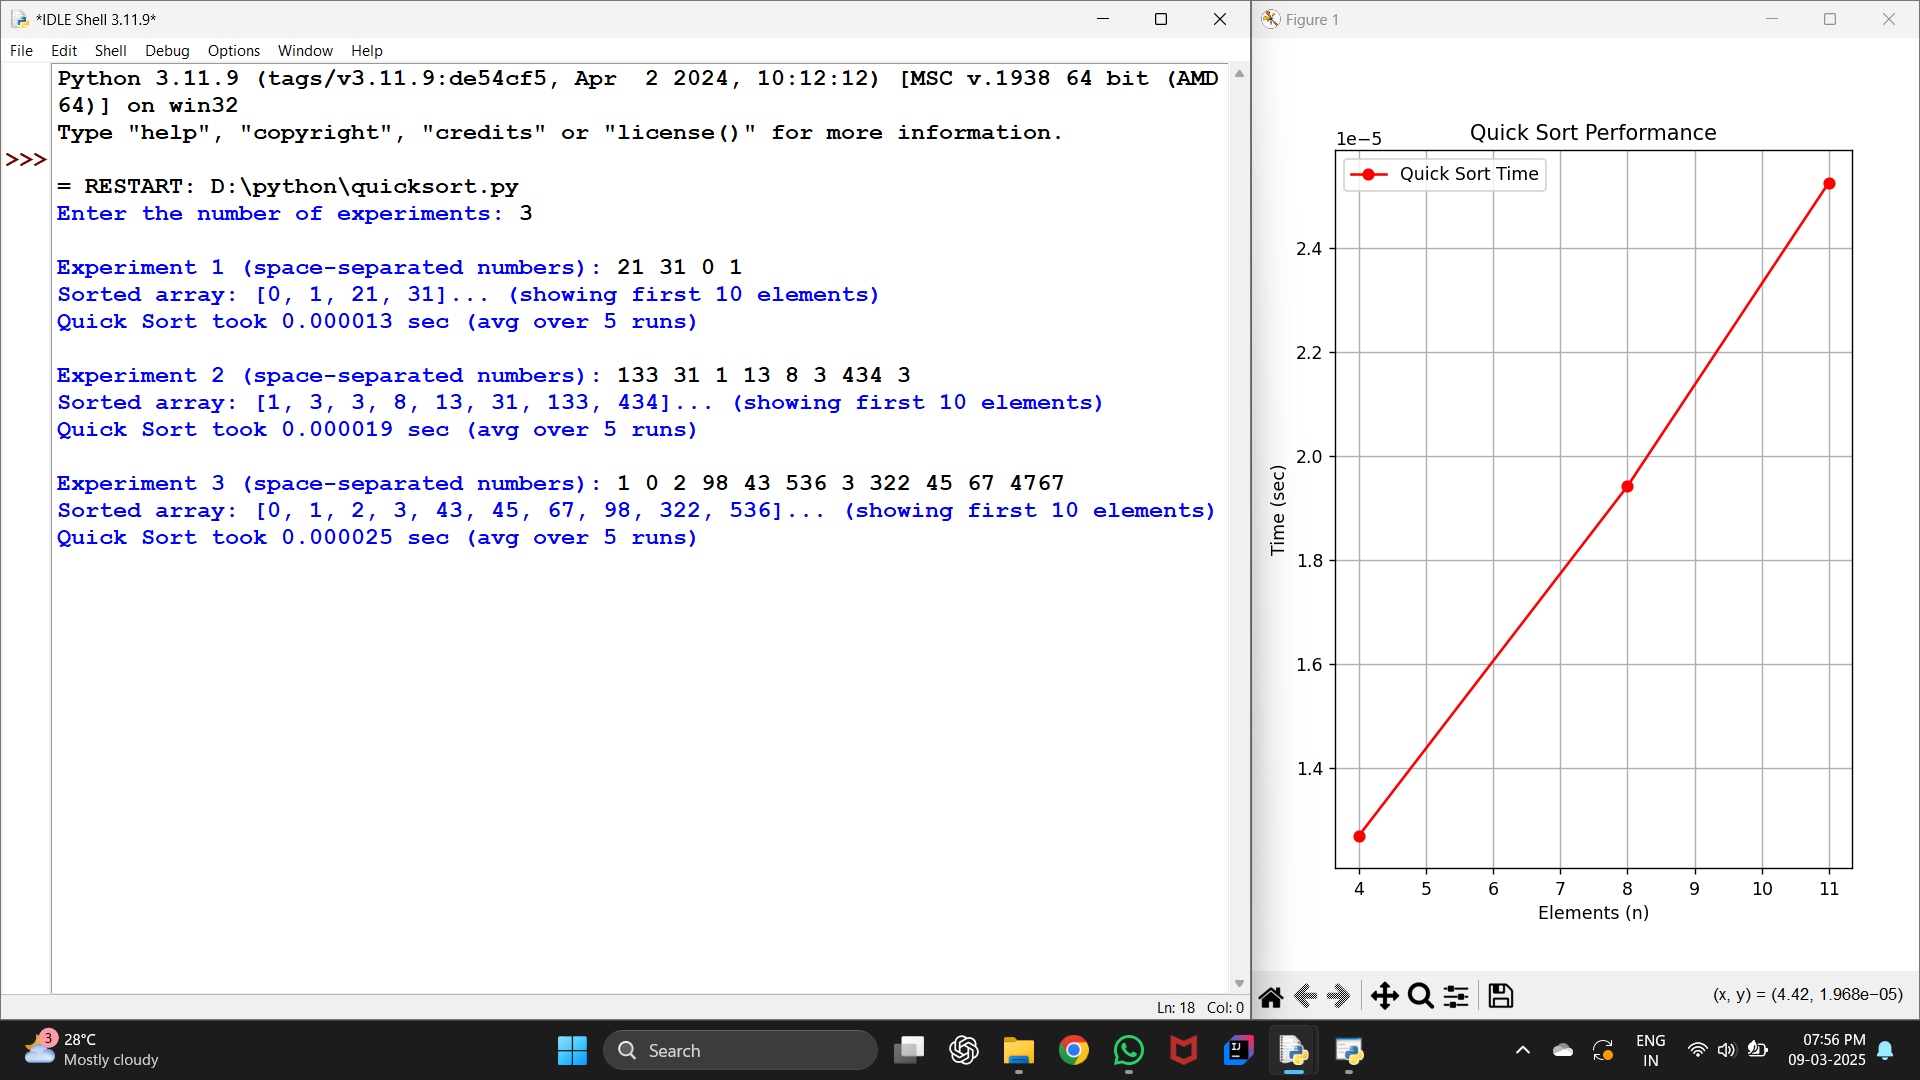 *IDLE Shell 3.11.9*
File Edit Shell Debug Options Window Help
Python 3.11.9 (tags/v3.11.9:de54cf5, Apr  2 2024, 10:12:12) [MSC v.1938 64 bit (AMD
64)] on win32
Type "help", "copyright", "credits" or "license()" for more information.
>>>
= RESTART: D:\python\quicksort.py
Enter the number of experiments: 3
Experiment 1 (space-separated numbers): 21 31 0 1
Sorted array: [0, 1, 21, 31]... (showing first 10 elements)
Quick Sort took 0.000013 sec (avg over 5 runs)
Experiment 2 (space-separated numbers): 133 31 1 13 8 3 434 3
Sorted array: [1, 3, 3, 8, 13, 31, 133, 434]... (showing first 10 elements)
Quick Sort took 0.000019 sec (avg over 5 runs)
Experiment 3 (space-separated numbers): 1 0 2 98 43 536 3 322 45 67 4767
Sorted array: [0, 1, 2, 3, 43, 45, 67, 98, 322, 536]... (showing first 10 elements)
Quick Sort took 0.000025 sec (avg over 5 runs)
Ln: 18 Col: 0
Figure 1
Quick Sort Performance
1e−5
Quick Sort Time
2.4
2.2
2.0
1.8
1.6
1.4
Time (sec)
4 5 6 7 8 9 10 11
Elements (n)
(x, y) = (4.42, 1.968e−05)
3
28°C
Mostly cloudy
Search
IJ
ENG
IN
07:56 PM
09-03-2025